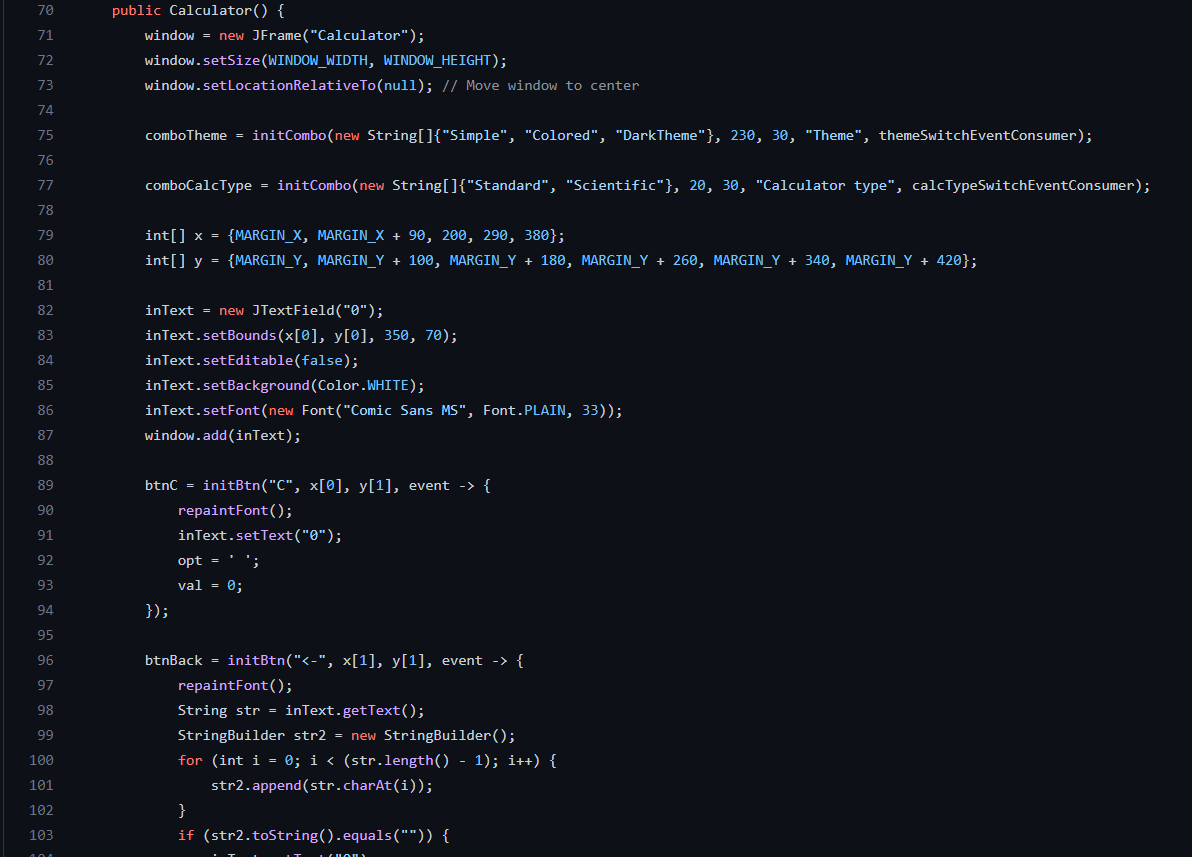 70 public Calculator() {
71 window = new JFrame("Calculator");
72 window.setSize(WINDOW_WIDTH, WINDOW_HEIGHT);
73 window.setLocationRelativeTo(null); // Move window to center
74
75 comboTheme = initCombo(new String[]{"Simple", "Colored", "DarkTheme"}, 230, 30, "Theme", themeSwitchEventConsumer);
76
77 comboCalcType = initCombo(new String[]{"Standard", "Scientific"}, 20, 30, "Calculator type", calcTypeSwitchEventConsumer);
78
79 int[] x = {MARGIN_X, MARGIN_X + 90, 200, 290, 380};
80 int[] y = {MARGIN_Y, MARGIN_Y + 100, MARGIN_Y + 180, MARGIN_Y + 260, MARGIN_Y + 340, MARGIN_Y + 420};
81
82 inText = new JTextField("0");
83 inText.setBounds(x[0], y[0], 350, 70);
84 inText.setEditable(false);
85 inText.setBackground(Color.WHITE);
86 inText.setFont(new Font("Comic Sans MS", Font.PLAIN, 33));
87 window.add(inText);
88
89 btnC = initBtn("C", x[0], y[1], event -> {
90 repaintFont();
91 inText.setText("0");
92 opt = ' ';
93 val = 0;
94 });
95
96 btnBack = initBtn("<-", x[1], y[1], event -> {
97 repaintFont();
98 String str = inText.getText();
99 StringBuilder str2 = new StringBuilder();
100 for (int i = 0; i < (str.length() - 1); i++) {
101 str2.append(str.charAt(i));
102 }
103 if (str2.toString().equals("")) {